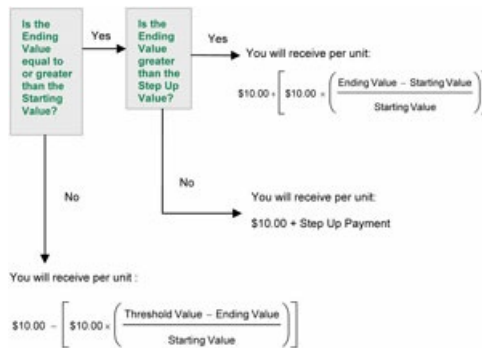 Is the
Ending
Value
equal to
or greater
than the
Starting
Value?
Yes
Is the
Ending
Value
greater
than the
Step Up
Value?
Yes
You will receive per unit:
$10.00 + [ $10.00 × ( Ending Value – Starting Value
Starting Value ) ]
No
You will receive per unit:
$10.00 + Step Up Payment
No
You will receive per unit :
$10.00 – [ $10.00 × ( Threshold Value – Ending Value
Starting Value ) ]